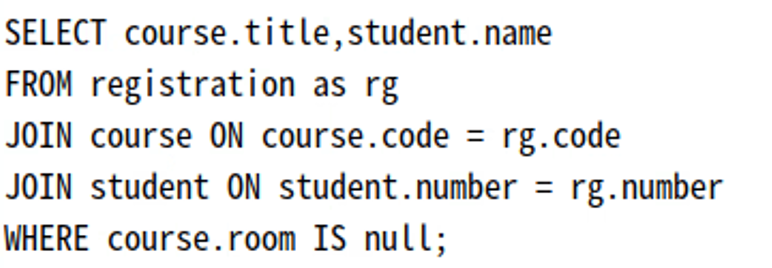 SELECT course.title,student.name
FROM registration as rg
JOIN course ON course.code = rg.code
JOIN student ON student.number = rg.number
WHERE course.room IS null;